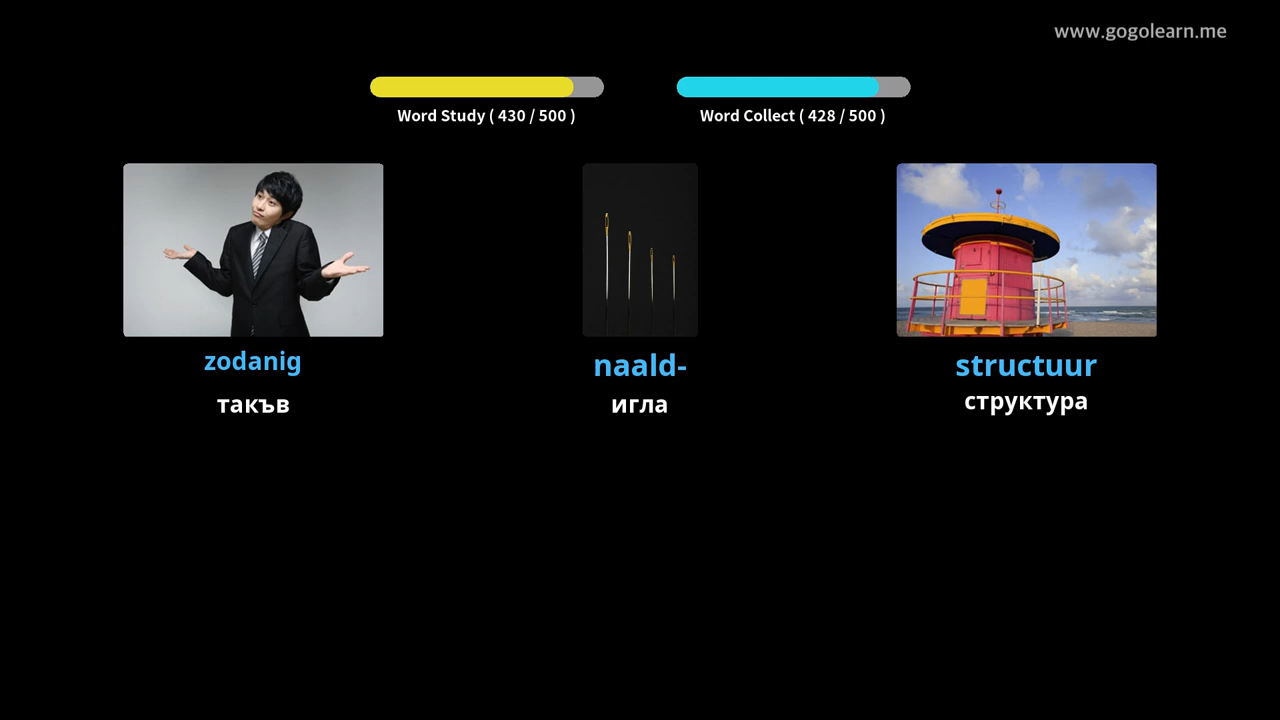 www.gogolearn.me
Word Study ( 430 / 500 )
Word Collect ( 428 / 500 )
zodanig
такъв
naald-
игла
structuur
структура